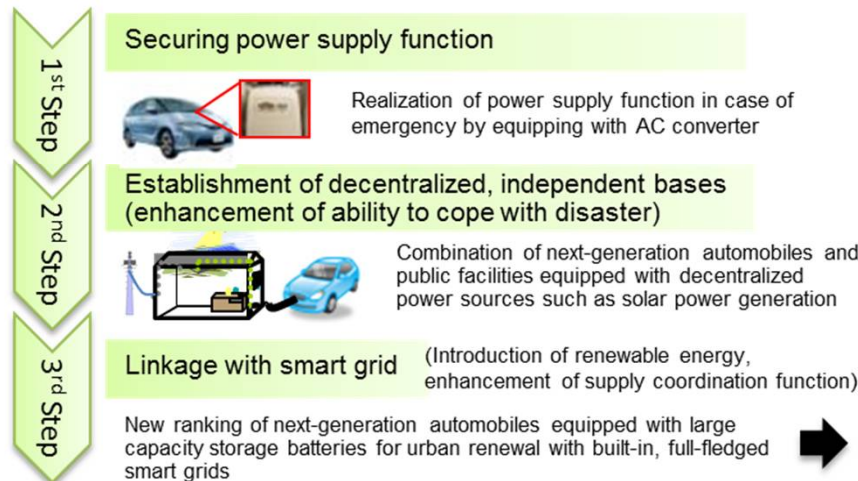 1st Step
Securing power supply function
Realization of power supply function in case of
emergency by equipping with AC converter
2nd Step
Establishment of decentralized, independent bases
(enhancement of ability to cope with disaster)
Combination of next-generation automobiles and
public facilities equipped with decentralized
power sources such as solar power generation
3rd Step
Linkage with smart grid
(Introduction of renewable energy,
enhancement of supply coordination function)
New ranking of next-generation automobiles equipped with large
capacity storage batteries for urban renewal with built-in, full-fledged
smart grids